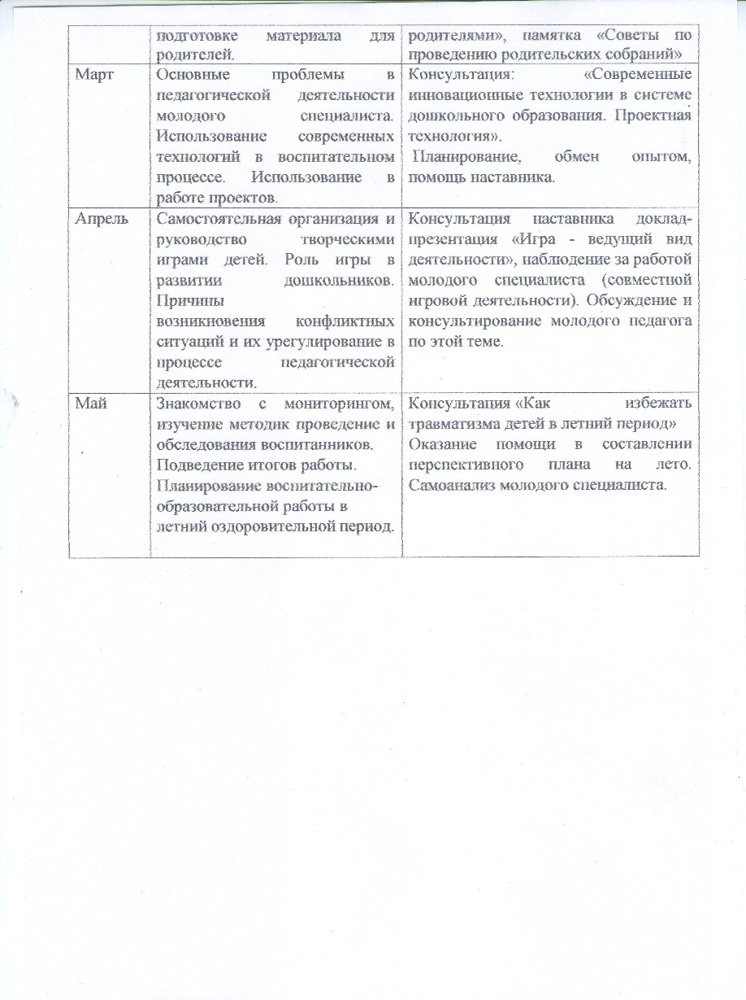 подготовке материала для
родителей.
родителями», памятка «Советы по
проведению родительских собраний»
Март
Основные проблемы в
педагогической деятельности
молодого специалиста.
Использование современных
технологий в воспитательном
процессе. Использование в
работе проектов.
Консультация: «Современные
инновационные технологии в системе
дошкольного образования. Проектная
технология».
Планирование, обмен опытом,
помощь наставника.
Апрель
Самостоятельная организация и
руководство творческими
играми детей. Роль игры в
развитии дошкольников.
Причины
возникновения конфликтных
ситуаций и их урегулирование в
процессе педагогической
деятельности.
Консультация наставника доклад-
презентация «Игра - ведущий вид
деятельности», наблюдение за работой
молодого специалиста (совместной
игровой деятельности). Обсуждение и
консультирование молодого педагога
по этой теме.
Май
Знакомство с мониторингом,
изучение методик проведение и
обследования воспитанников.
Подведение итогов работы.
Планирование воспитательно-
образовательной работы в
летний оздоровительной период.
Консультация «Как избежать
травматизма детей в летний период»
Оказание помощи в составлении
перспективного плана на лето.
Самоанализ молодого специалиста.